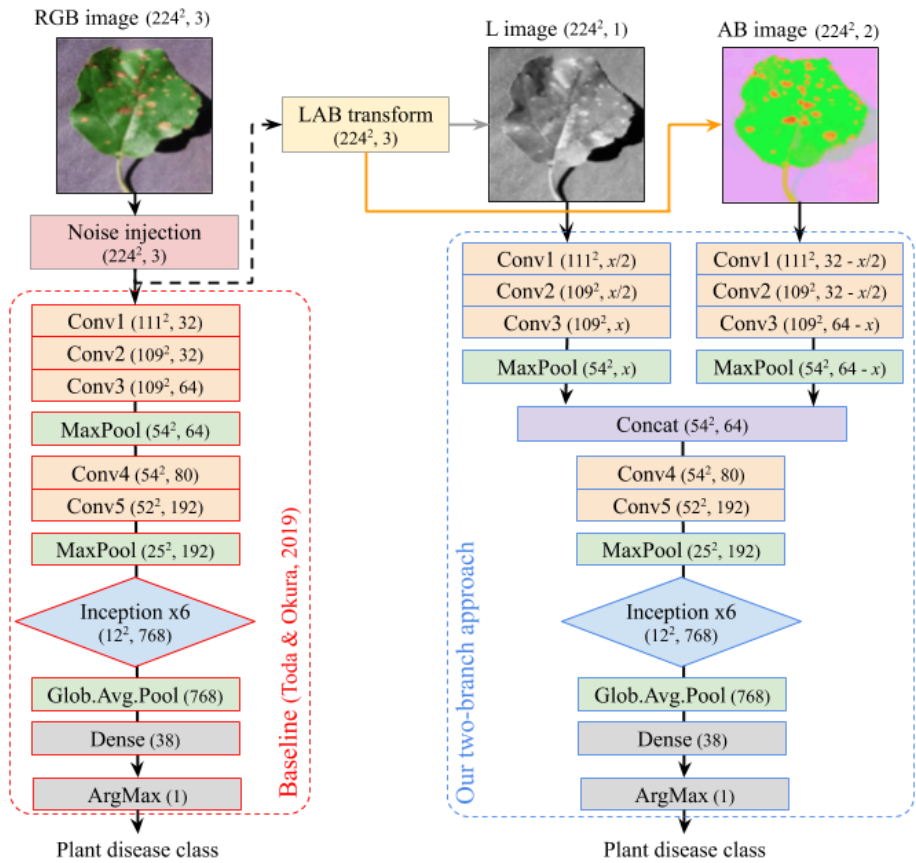 RGB image (224², 3)
Noise injection
(224², 3)
Conv1 (111², 32)
Conv2 (109², 32)
Conv3 (109², 64)
MaxPool (54², 64)
Conv4 (54², 80)
Conv5 (52², 192)
MaxPool (25², 192)
Inception x6
(12², 768)
Glob.Avg.Pool (768)
Dense (38)
ArgMax (1)
Plant disease class
Baseline (Toda & Okura, 2019)
LAB transform
(224², 3)
L image (224², 1)
AB image (224², 2)
Conv1 (111², x/2)
Conv2 (109², x/2)
Conv3 (109², x)
MaxPool (54², x)
Conv1 (111², 32 - x/2)
Conv2 (109², 32 - x/2)
Conv3 (109², 64 - x)
MaxPool (54², 64 - x)
Concat (54², 64)
Conv4 (54², 80)
Conv5 (52², 192)
MaxPool (25², 192)
Inception x6
(12², 768)
Glob.Avg.Pool (768)
Dense (38)
ArgMax (1)
Plant disease class
Our two-branch approach